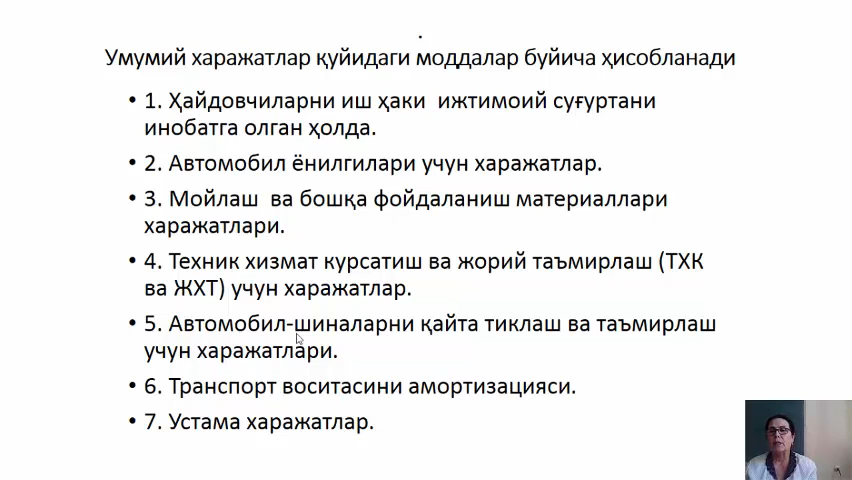 .
Умумий харажатлар қуйидаги моддалар буйича ҳисобланади
• 1. Ҳайдовчиларни иш ҳаки ижтимоий суғуртани
инобатга олган ҳолда.
• 2. Автомобил ёнилгилари учун харажатлар.
• 3. Мойлаш ва бошқа фойдаланиш материаллари
харажатлари.
• 4. Техник хизмат курсатиш ва жорий таъмирлаш (ТХК
ва ЖХТ) учун харажатлар.
• 5. Автомобил-шиналарни қайта тиклаш ва таъмирлаш
учун харажатлари.
• 6. Транспорт воситасини амортизацияси.
• 7. Устама харажатлар.